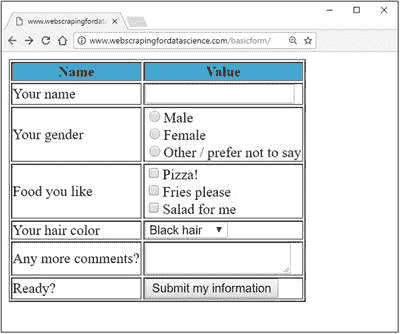 www.webscrapingfordata
www.webscrapingfordatascience.com/basicform/
Name Value
Your name
Your gender
Male
Female
Other / prefer not to say
Food you like
Pizza!
Fries please
Salad for me
Your hair color Black hair
Any more comments?
Ready? Submit my information